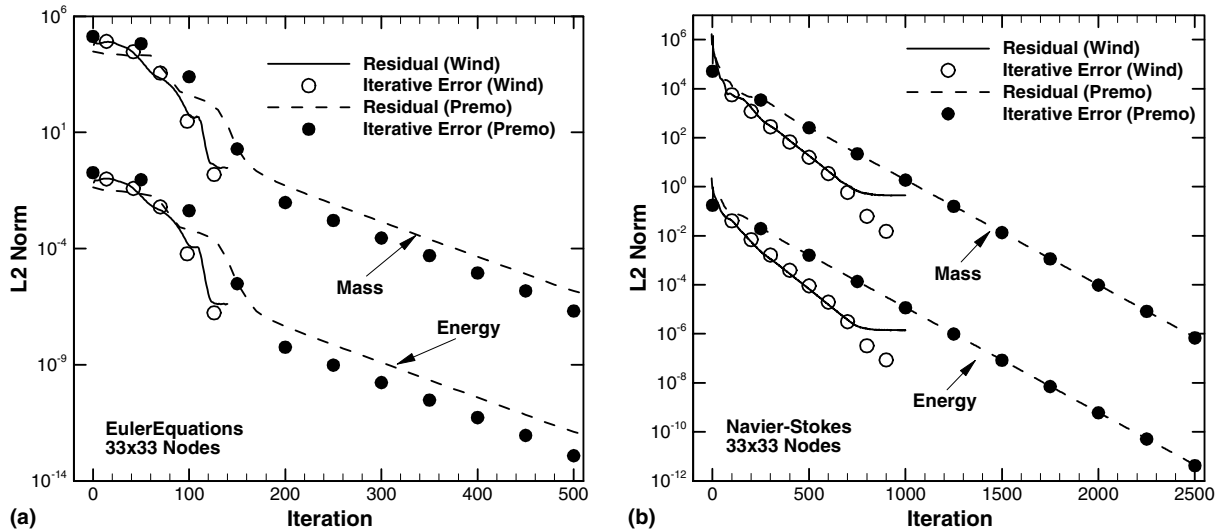 10^6
10^1
10^-4
10^-9
10^-14
L2 Norm
0 100 200 300 400 500
Iteration
(a)
Residual (Wind)
Iterative Error (Wind)
Residual (Premo)
Iterative Error (Premo)
Mass
Energy
EulerEquations
33x33 Nodes
10^6
10^4
10^2
10^0
10^-2
10^-4
10^-6
10^-8
10^-10
10^-12
L2 Norm
0 500 1000 1500 2000 2500
Iteration
(b)
Residual (Wind)
Iterative Error (Wind)
Residual (Premo)
Iterative Error (Premo)
Mass
Energy
Navier-Stokes
33x33 Nodes